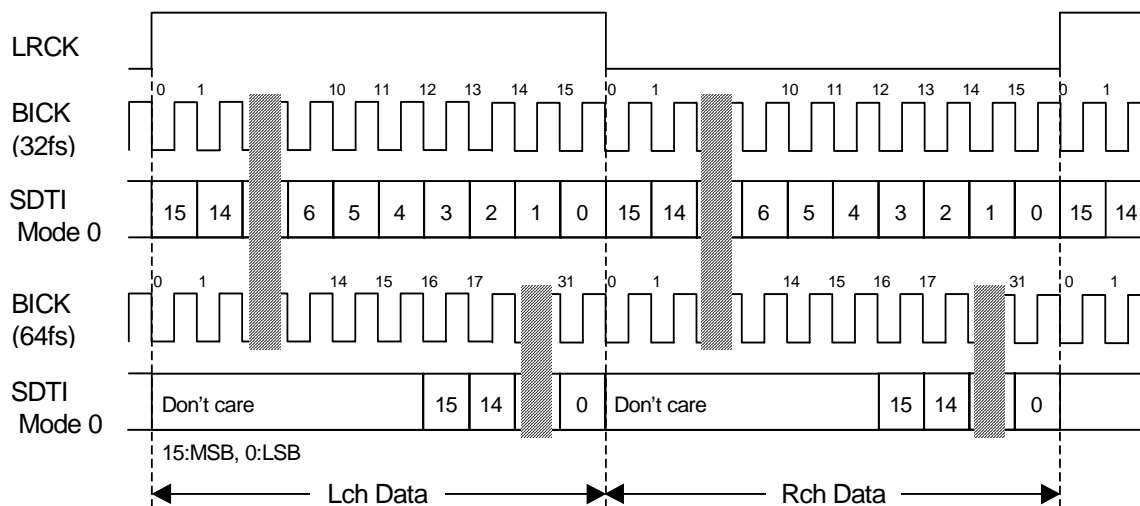 LRCK
0 1 10 11 12 13 14 15 0 1 10 11 12 13 14 15 0 1
BICK
(32fs)
SDTI
Mode 0
15 14 6 5 4 3 2 1 0 15 14 6 5 4 3 2 1 0 15 14
0 1 14 15 16 17 31 0 1 14 15 16 17 31 0 1
BICK
(64fs)
SDTI
Mode 0
Don't care 15 14 0 Don't care 15 14 0
15:MSB, 0:LSB
Lch Data Rch Data